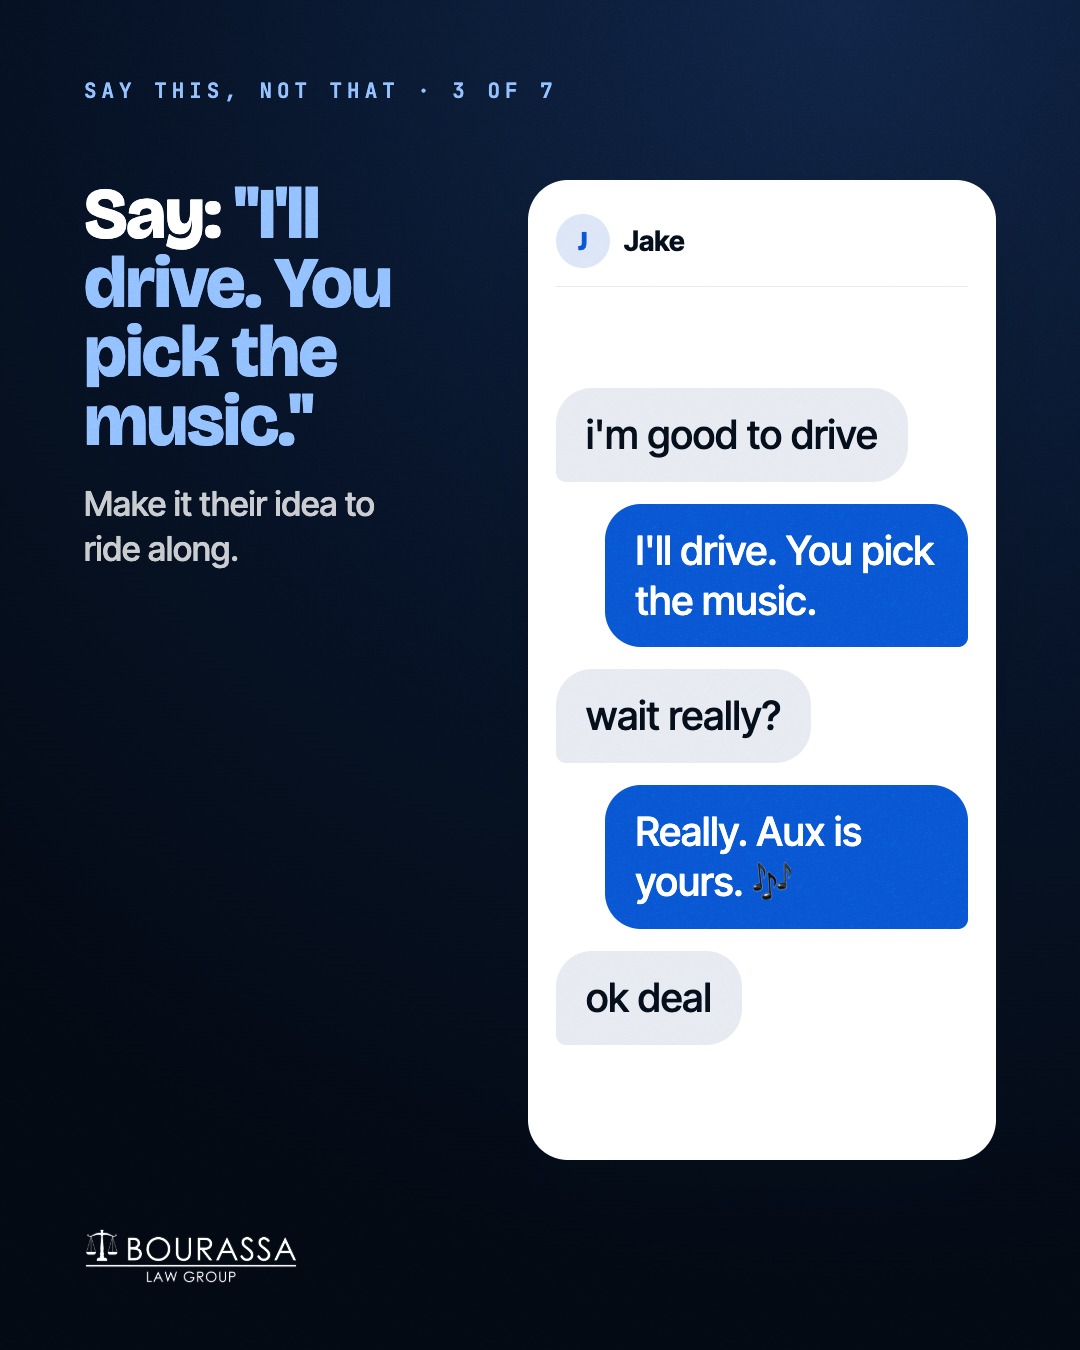 SAY THIS, NOT THAT · 3 OF 7
Say: "I'll
drive. You
pick the
music."
Make it their idea to
ride along.
J
Jake
i'm good to drive
I'll drive. You pick
the music.
wait really?
Really. Aux is
yours. 🎶
ok deal
BOURASSA
LAW GROUP